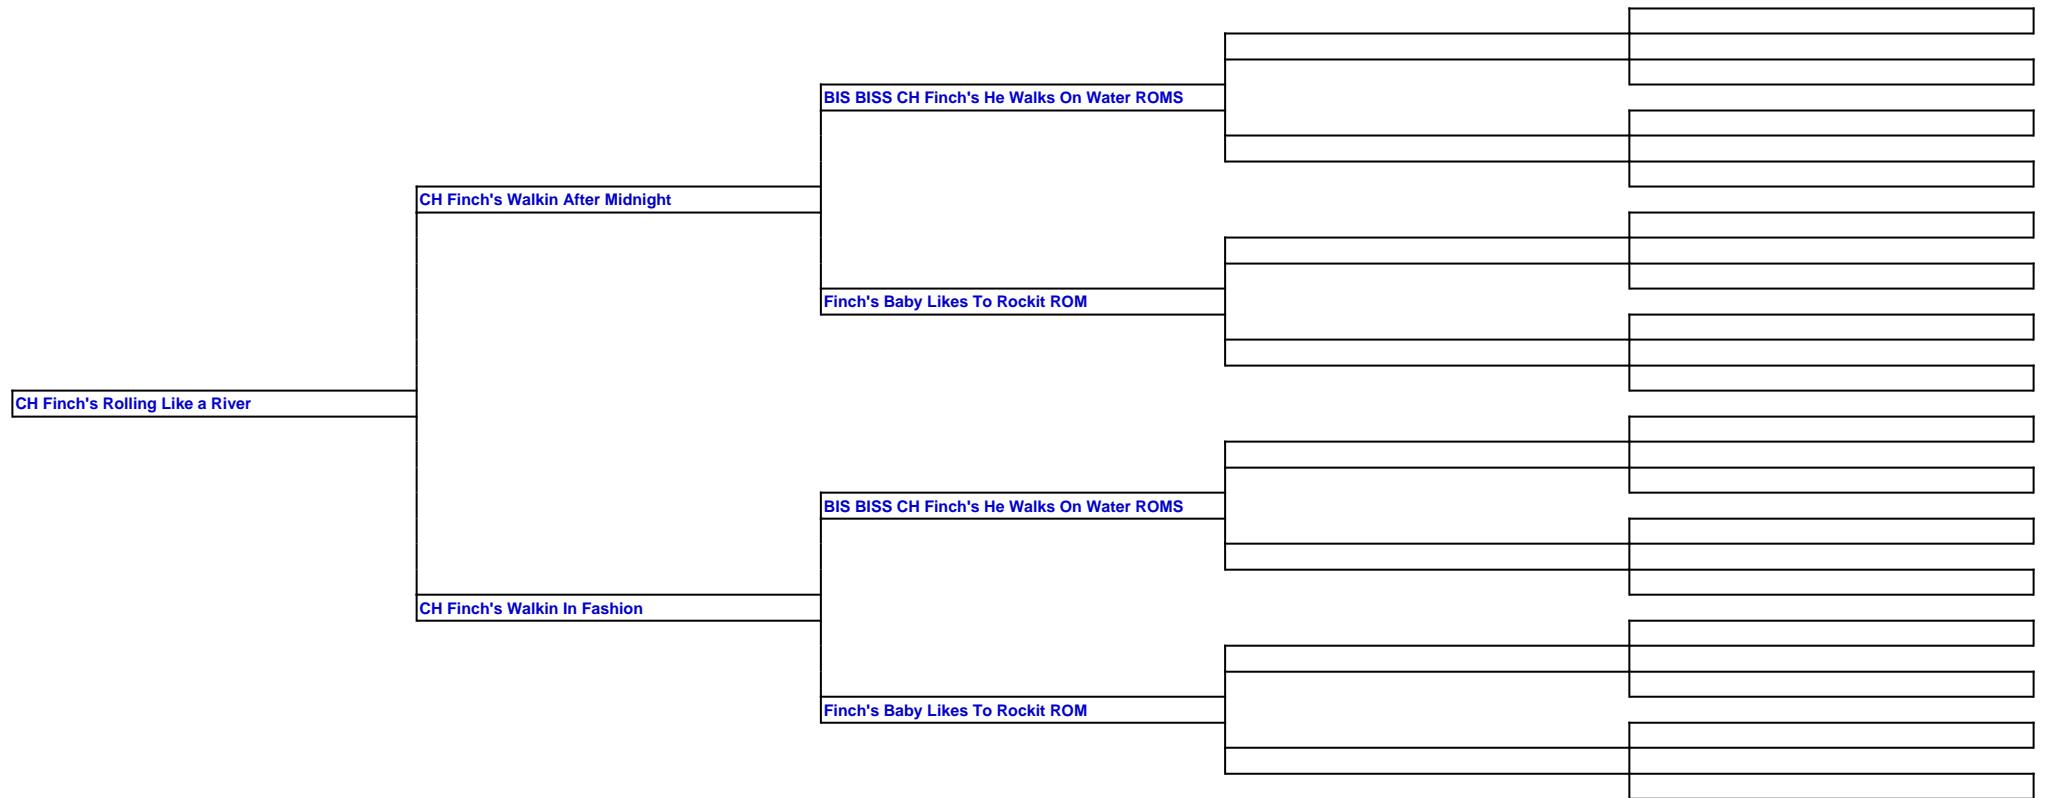 BIS BISS CH Finch's He Walks On Water ROMS
CH Finch's Walkin After Midnight
Finch's Baby Likes To Rockit ROM
CH Finch's Rolling Like a River
BIS BISS CH Finch's He Walks On Water ROMS
CH Finch's Walkin In Fashion
Finch's Baby Likes To Rockit ROM